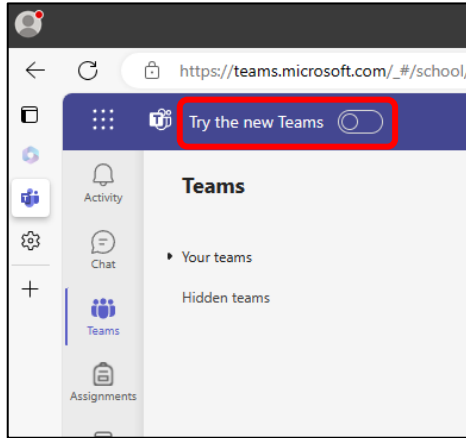 https://teams.microsoft.com/_#/school/
Try the new Teams
Activity
Teams
Chat
Your teams
Hidden teams
Teams
Assignments